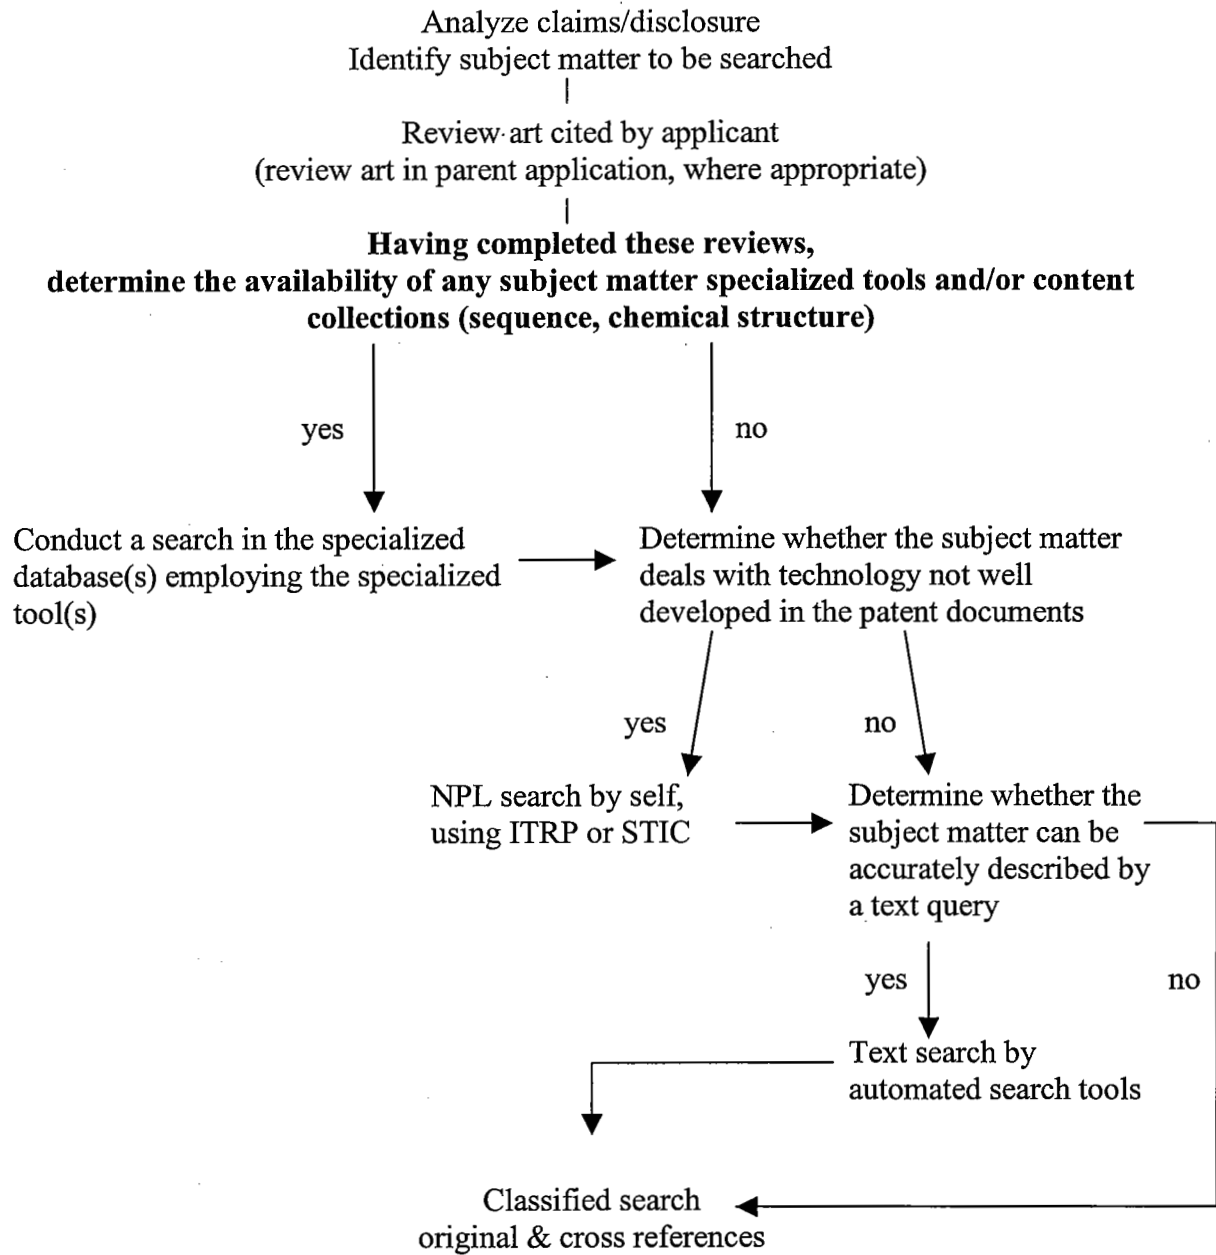 Analyze claims/disclosure
Identify subject matter to be searched
Review art cited by applicant
(review art in parent application, where appropriate)
Having completed these reviews,
determine the availability of any subject matter specialized tools and/or content
collections (sequence, chemical structure)
yes
no
Conduct a search in the specialized
database(s) employing the specialized
tool(s)
Determine whether the subject matter
deals with technology not well
developed in the patent documents
yes
no
NPL search by self,
using ITRP or STIC
Determine whether the
subject matter can be
accurately described by
a text query
yes
no
Text search by
automated search tools
Classified search
original & cross references